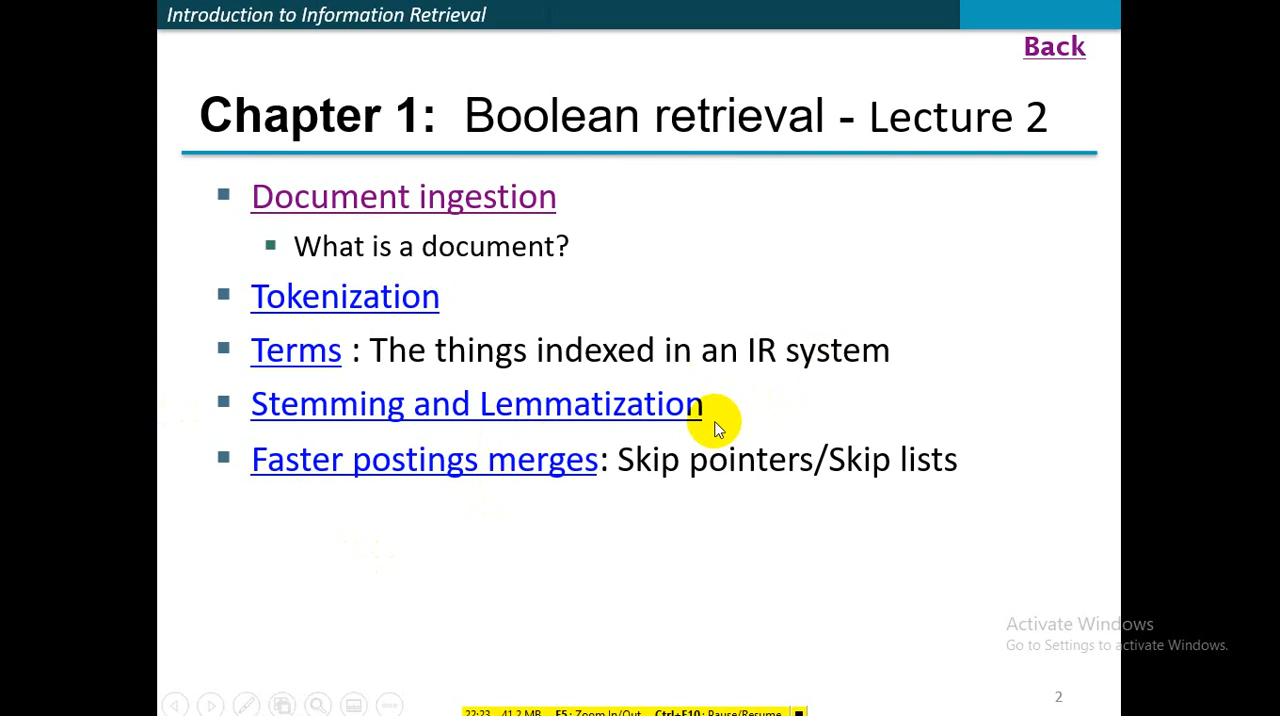 Introduction to Information Retrieval
Back
Chapter 1: Boolean retrieval - Lecture 2
Document ingestion
What is a document?
Tokenization
Terms : The things indexed in an IR system
Stemming and Lemmatization
Faster postings merges: Skip pointers/Skip lists
Activate Windows
Go to Settings to activate Windows.
2
22:23 41.2 MB F5: Zoom In/Out Ctrl+F10: Pause/Resume